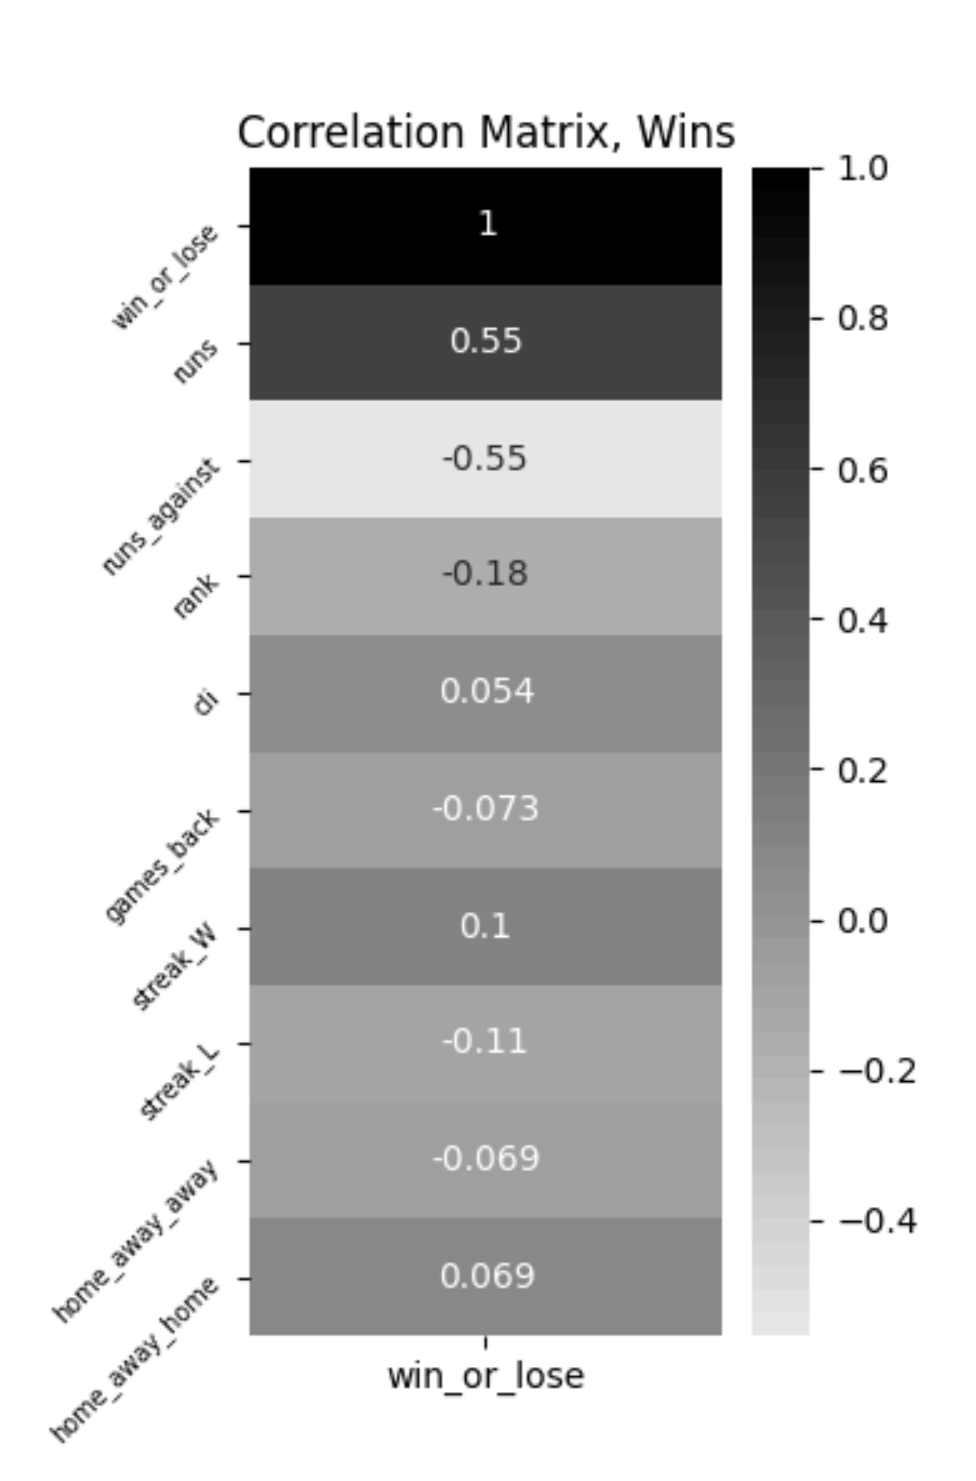 Correlation Matrix, Wins
win_or_lose
1
runs
0.55
runs_against
-0.55
rank
-0.18
di
0.054
games_back
-0.073
streak_W
0.1
streak_L
-0.11
home_away_away
-0.069
home_away_home
0.069
win_or_lose
1.0
0.8
0.6
0.4
0.2
0.0
−0.2
−0.4